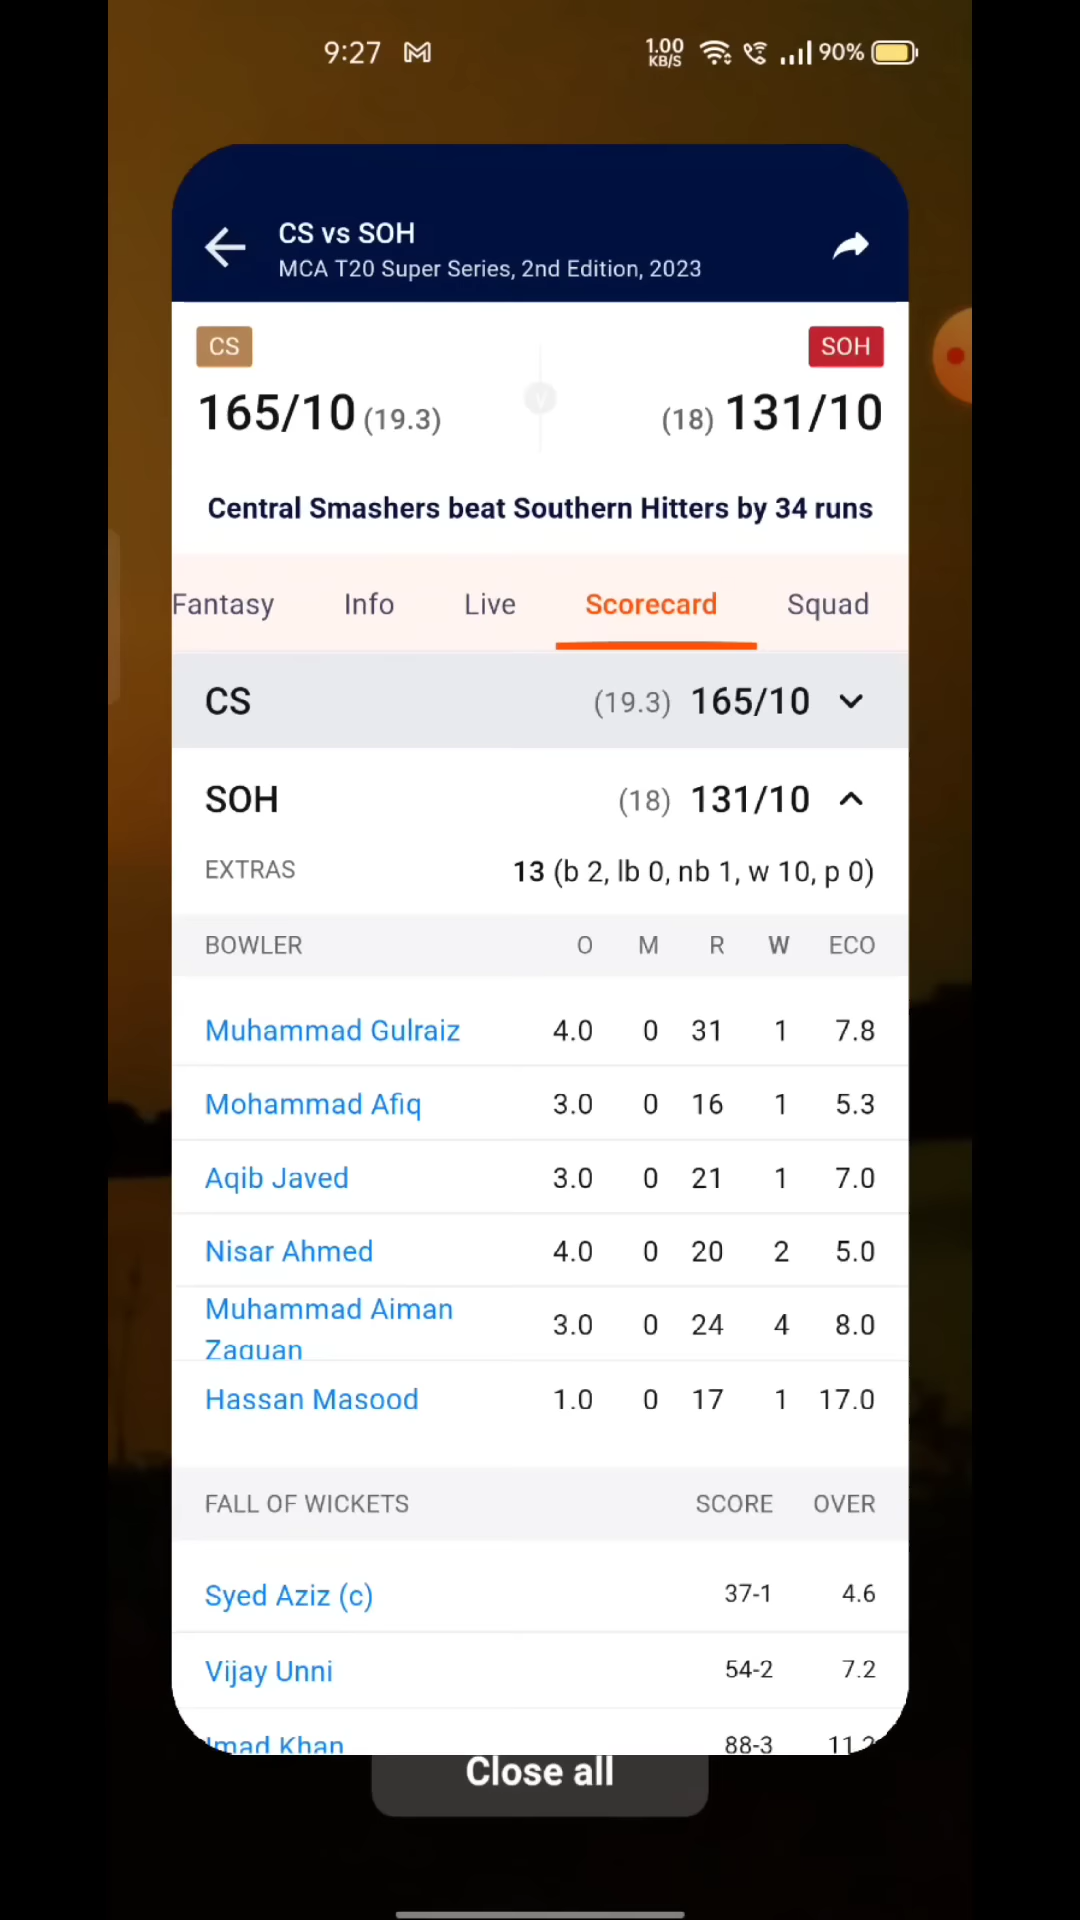 9:27 1.00 KB/S 90%
CS vs SOH
MCA T20 Super Series, 2nd Edition, 2023
CS V SOH
165/10 (19.3) (18) 131/10
Central Smashers beat Southern Hitters by 34 runs
Fantasy Info Live Scorecard Squad
CS (19.3) 165/10
SOH (18) 131/10
EXTRAS 13 (b 2, lb 0, nb 1, w 10, p 0)
BOWLER O M R W ECO
Muhammad Gulraiz 4.0 0 31 1 7.8
Mohammad Afiq 3.0 0 16 1 5.3
Aqib Javed 3.0 0 21 1 7.0
Nisar Ahmed 4.0 0 20 2 5.0
Muhammad Aiman Zaquan 3.0 0 24 4 8.0
Hassan Masood 1.0 0 17 1 17.0
FALL OF WICKETS SCORE OVER
Syed Aziz (c) 37-1 4.6
Vijay Unni 54-2 7.2
Imad Khan 88-3 11.2
Close all